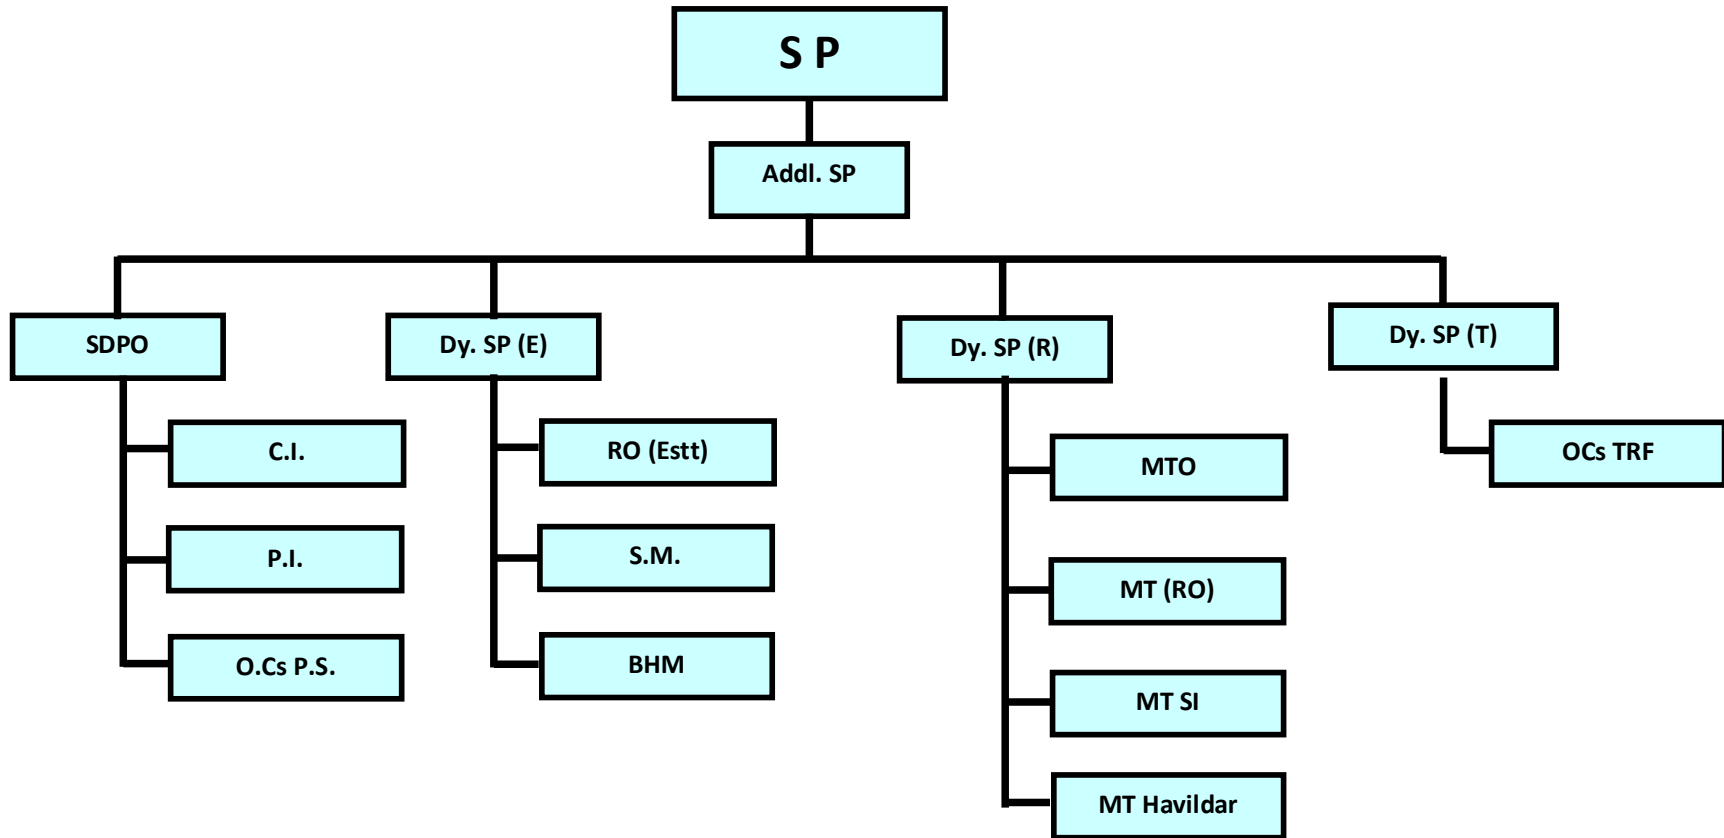 S P
Addl. SP
SDPO
Dy. SP (E)
Dy. SP (R)
Dy. SP (T)
C.I.
P.I.
O.Cs P.S.
RO (Estt)
S.M.
BHM
MTO
MT (RO)
MT SI
MT Havildar
OCs TRF